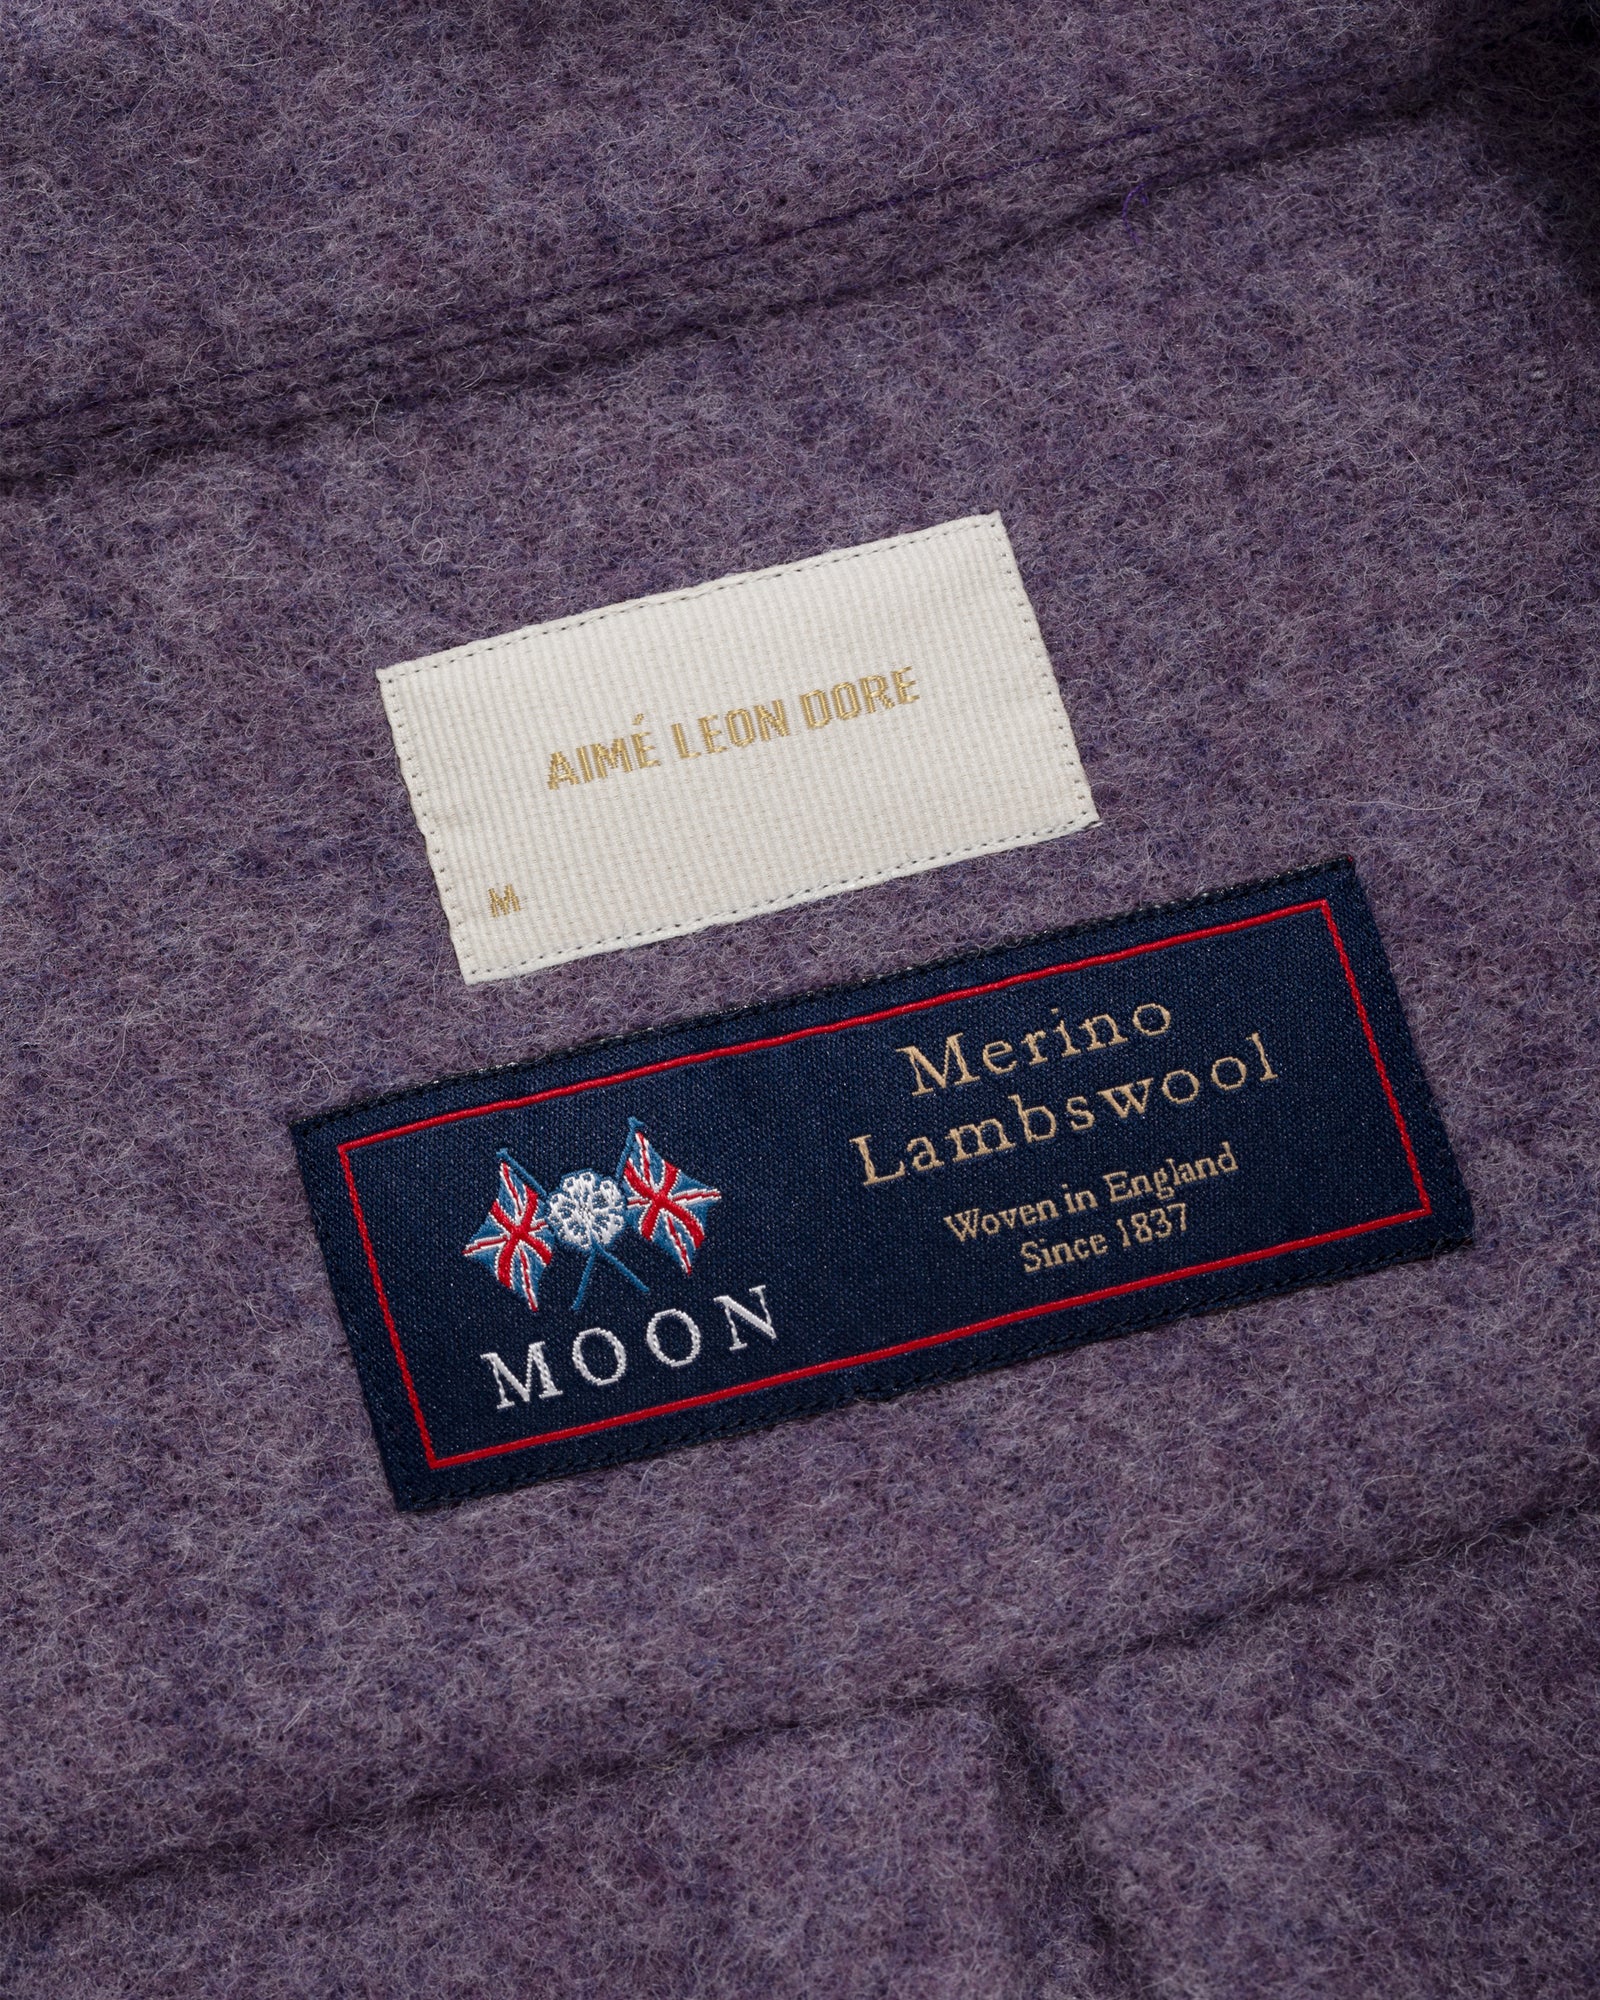 AIMÉ LEON DORE
M
Merino
Lambswool
Woven in England
Since 1837
MOON